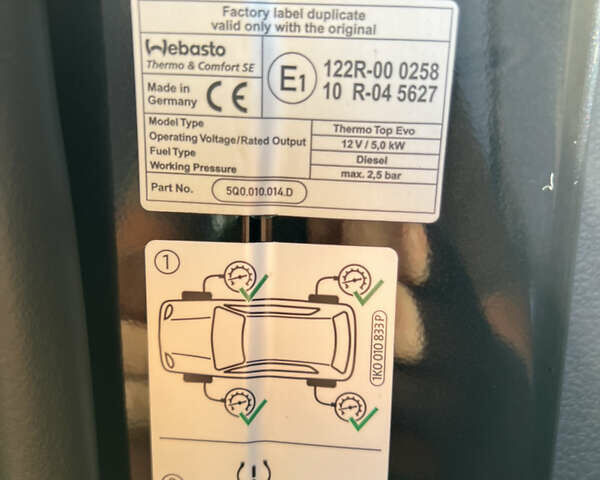 Factory label duplicate
valid only with the original
Webasto
Thermo & Comfort SE
Made in
Germany
CE
E1
122R-00 0258
10 R-04 5627
Model Type Thermo Top Evo
Operating Voltage/Rated Output 12 V / 5,0 kW
Fuel Type Diesel
Working Pressure max. 2,5 bar
Part No. 5Q0.010.014.D
1
1K0 010 833 P